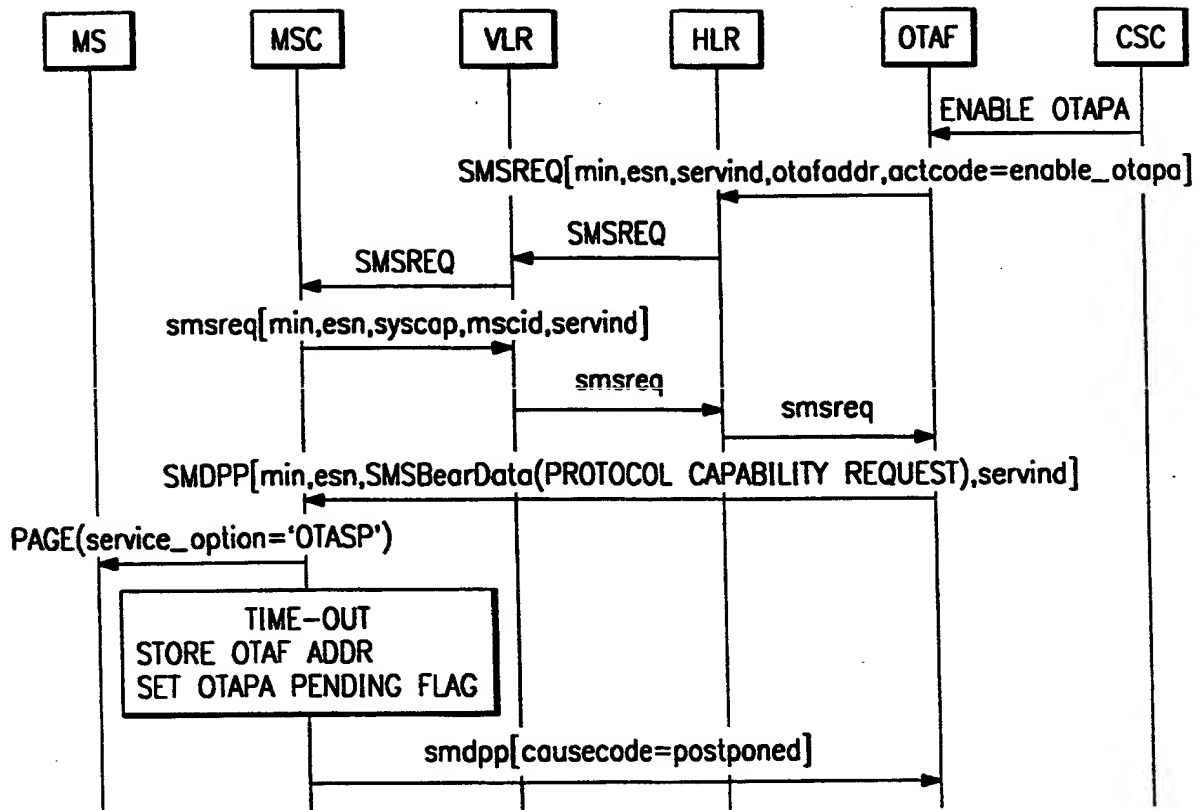 MS MSC VLR HLR OTAF CSC
ENABLE OTAPA
SMSREQ[min,esn,servind,otafaddr,actcode=enable_otapa]
SMSREQ
SMSREQ
smsreq[min,esn,syscap,mscid,servind]
smsreq
smsreq
SMDPP[min,esn,SMSBearData(PROTOCOL CAPABILITY REQUEST),servind]
PAGE(service_option='OTASP')
TIME-OUT
STORE OTAF ADDR
SET OTAPA PENDING FLAG
smdpp[causecode=postponed]